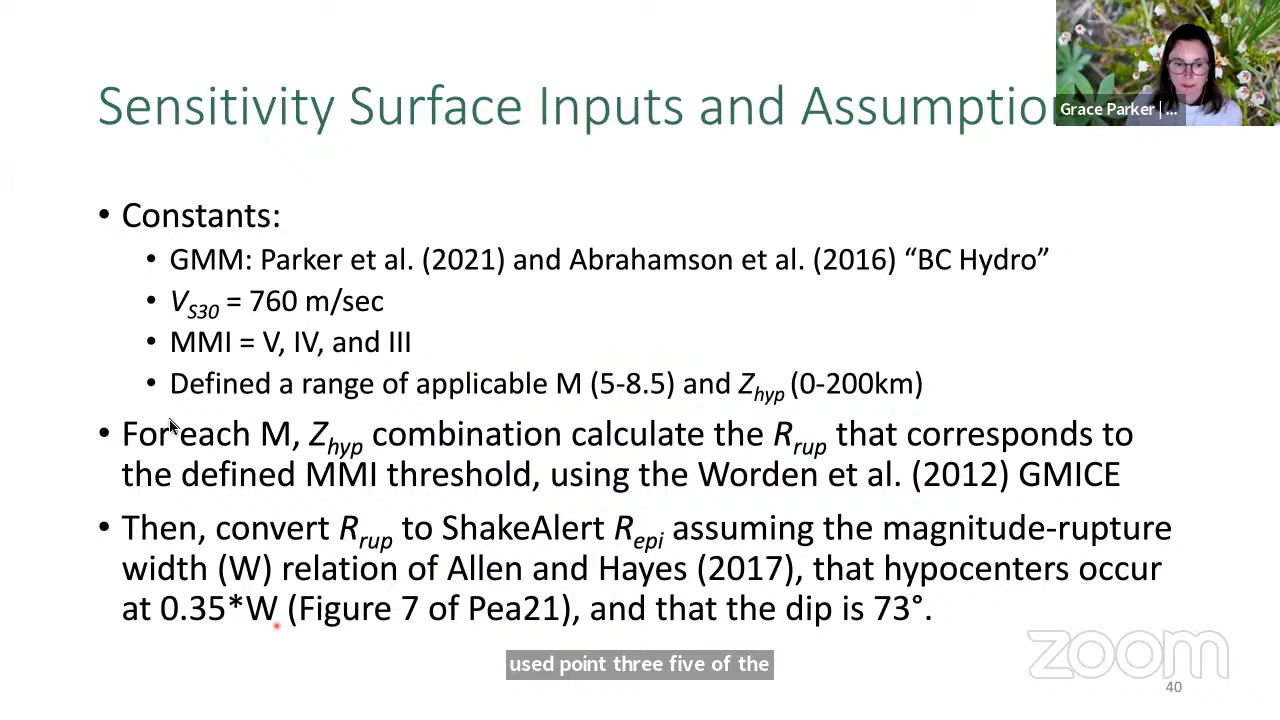 Sensitivity Surface Inputs and Assumptio
Grace Parker | ...
• Constants:
• GMM: Parker et al. (2021) and Abrahamson et al. (2016) “BC Hydro”
• VS30 = 760 m/sec
• MMI = V, IV, and III
• Defined a range of applicable M (5-8.5) and Zhyp (0-200km)
• For each M, Zhyp combination calculate the Rrup that corresponds to
the defined MMI threshold, using the Worden et al. (2012) GMICE
• Then, convert Rrup to ShakeAlert Repi assuming the magnitude-rupture
width (W) relation of Allen and Hayes (2017), that hypocenters occur
at 0.35*W (Figure 7 of Pea21), and that the dip is 73°.
used point three five of the
zoom
40